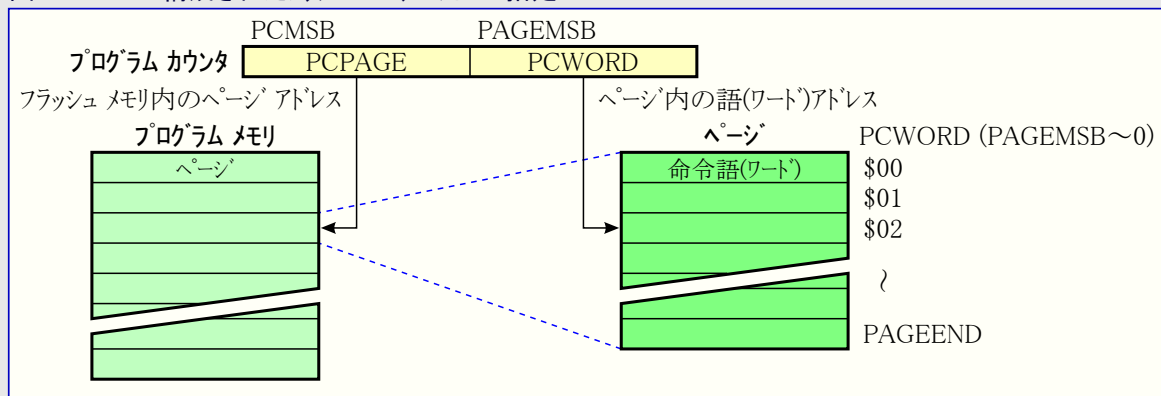 PCMSB PAGEMSB
プログラム カウンタ PCPAGE PCWORD
フラッシュ メモリ内のページ アドレス ページ内の語(ワード)アドレス
プログラム メモリ ページ PCWORD (PAGEMSB～0)
ページ 命令語(ワード) $00
$01
$02
～
PAGEEND